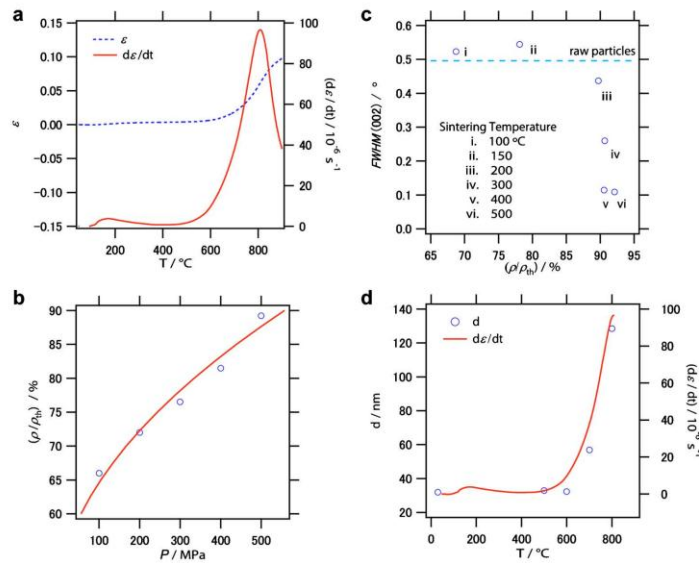 a
ε
dε/dt
0.15
0.10
0.05
0.00
-0.05
-0.10
-0.15
ε
100
80
60
40
20
0
(dε / dt) / 10⁻⁶ s⁻¹
200 400 600 800
T / °C
b
90
85
80
75
70
65
60
(ρ/ρth) / %
100 200 300 400 500
P / MPa
c
0.6
0.5
0.4
0.3
0.2
0.1
0.0
FWHM(002) / °
i
ii
raw particles
iii
iv
v
vi
Sintering Temperature
i. 100 °C
ii. 150
iii. 200
iv. 300
v. 400
vi. 500
65 70 75 80 85 90 95
(ρ/ρth) / %
d
d
dε/dt
140
120
100
80
60
40
20
d / nm
100
80
60
40
20
0
(dε / dt) / 10⁻⁶ s⁻¹
0 200 400 600 800
T / °C